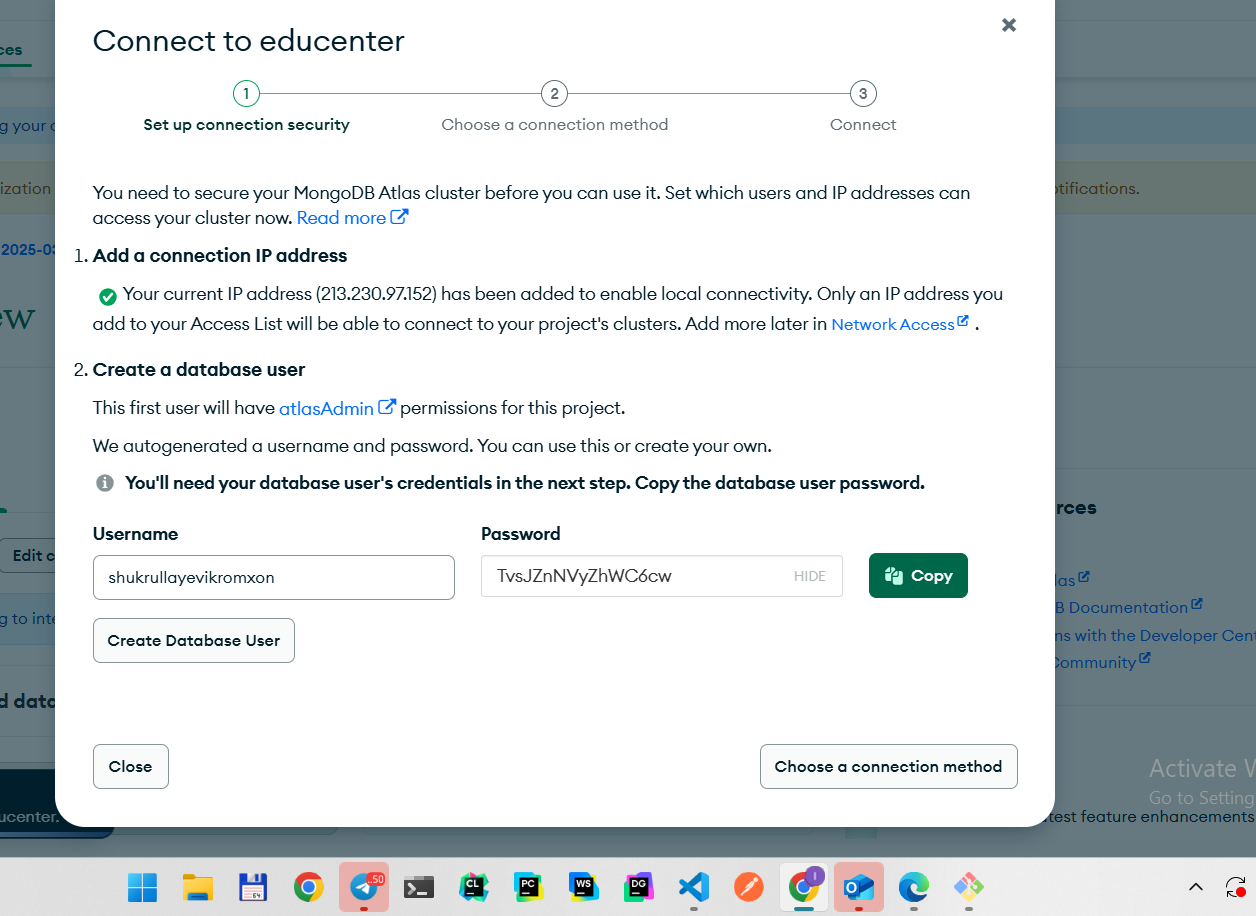 Connect to educenter
ces
1
2
3
Set up connection security
Choose a connection method
Connect
ng your c
ization
otifications.
You need to secure your MongoDB Atlas cluster before you can use it. Set which users and IP addresses can
access your cluster now. Read more
2025-03
1. Add a connection IP address
Your current IP address (213.230.97.152) has been added to enable local connectivity. Only an IP address you
add to your Access List will be able to connect to your project's clusters. Add more later in Network Access .
ew
2. Create a database user
This first user will have atlasAdmin permissions for this project.
We autogenerated a username and password. You can use this or create your own.
You'll need your database user's credentials in the next step. Copy the database user password.
rces
Username
Password
Edit c
shukrullayevikromxon
TvsJZnNVyZhWC6cw
HIDE
Copy
las
B Documentation
g to inte
Create Database User
ns with the Developer Cent
Community
d data
Close
Choose a connection method
Activate W
Go to Setting
ucenter.
test feature enhancements
64
.50
CL
PC
WS
DG
I